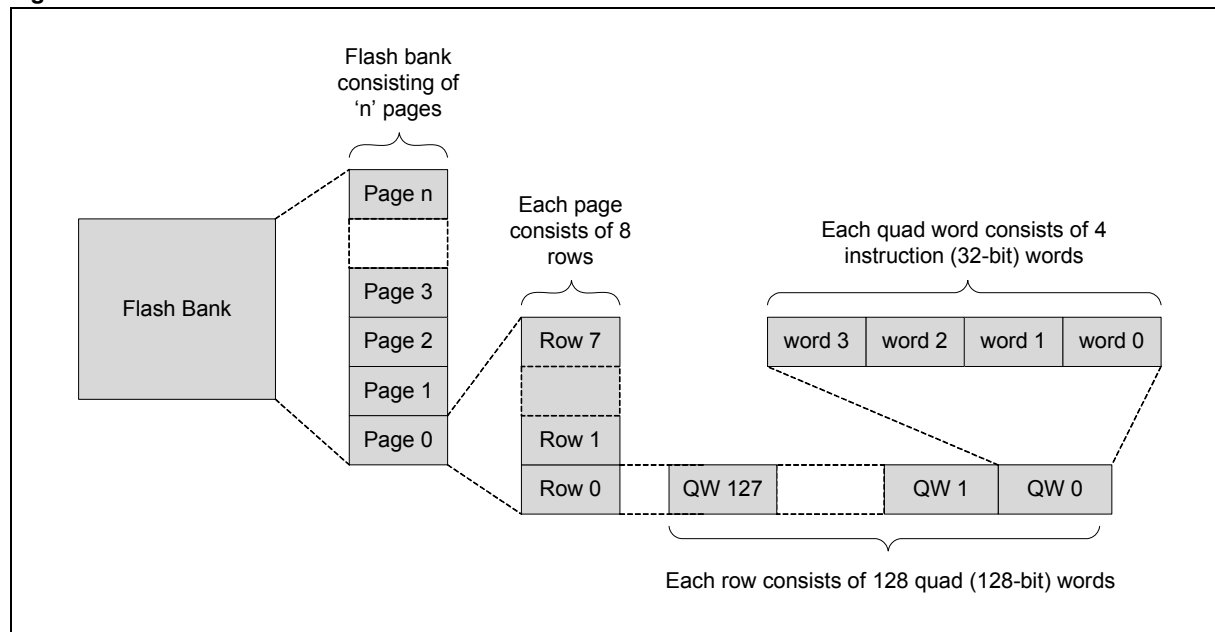 Flash bank
consisting of
‘n’ pages
Page n
Each page
consists of 8
rows
Each quad word consists of 4
instruction (32-bit) words
Flash Bank
Page 3
Page 2
Page 1
Page 0
Row 7
Row 1
Row 0
word 3 word 2 word 1 word 0
QW 127 QW 1 QW 0
Each row consists of 128 quad (128-bit) words